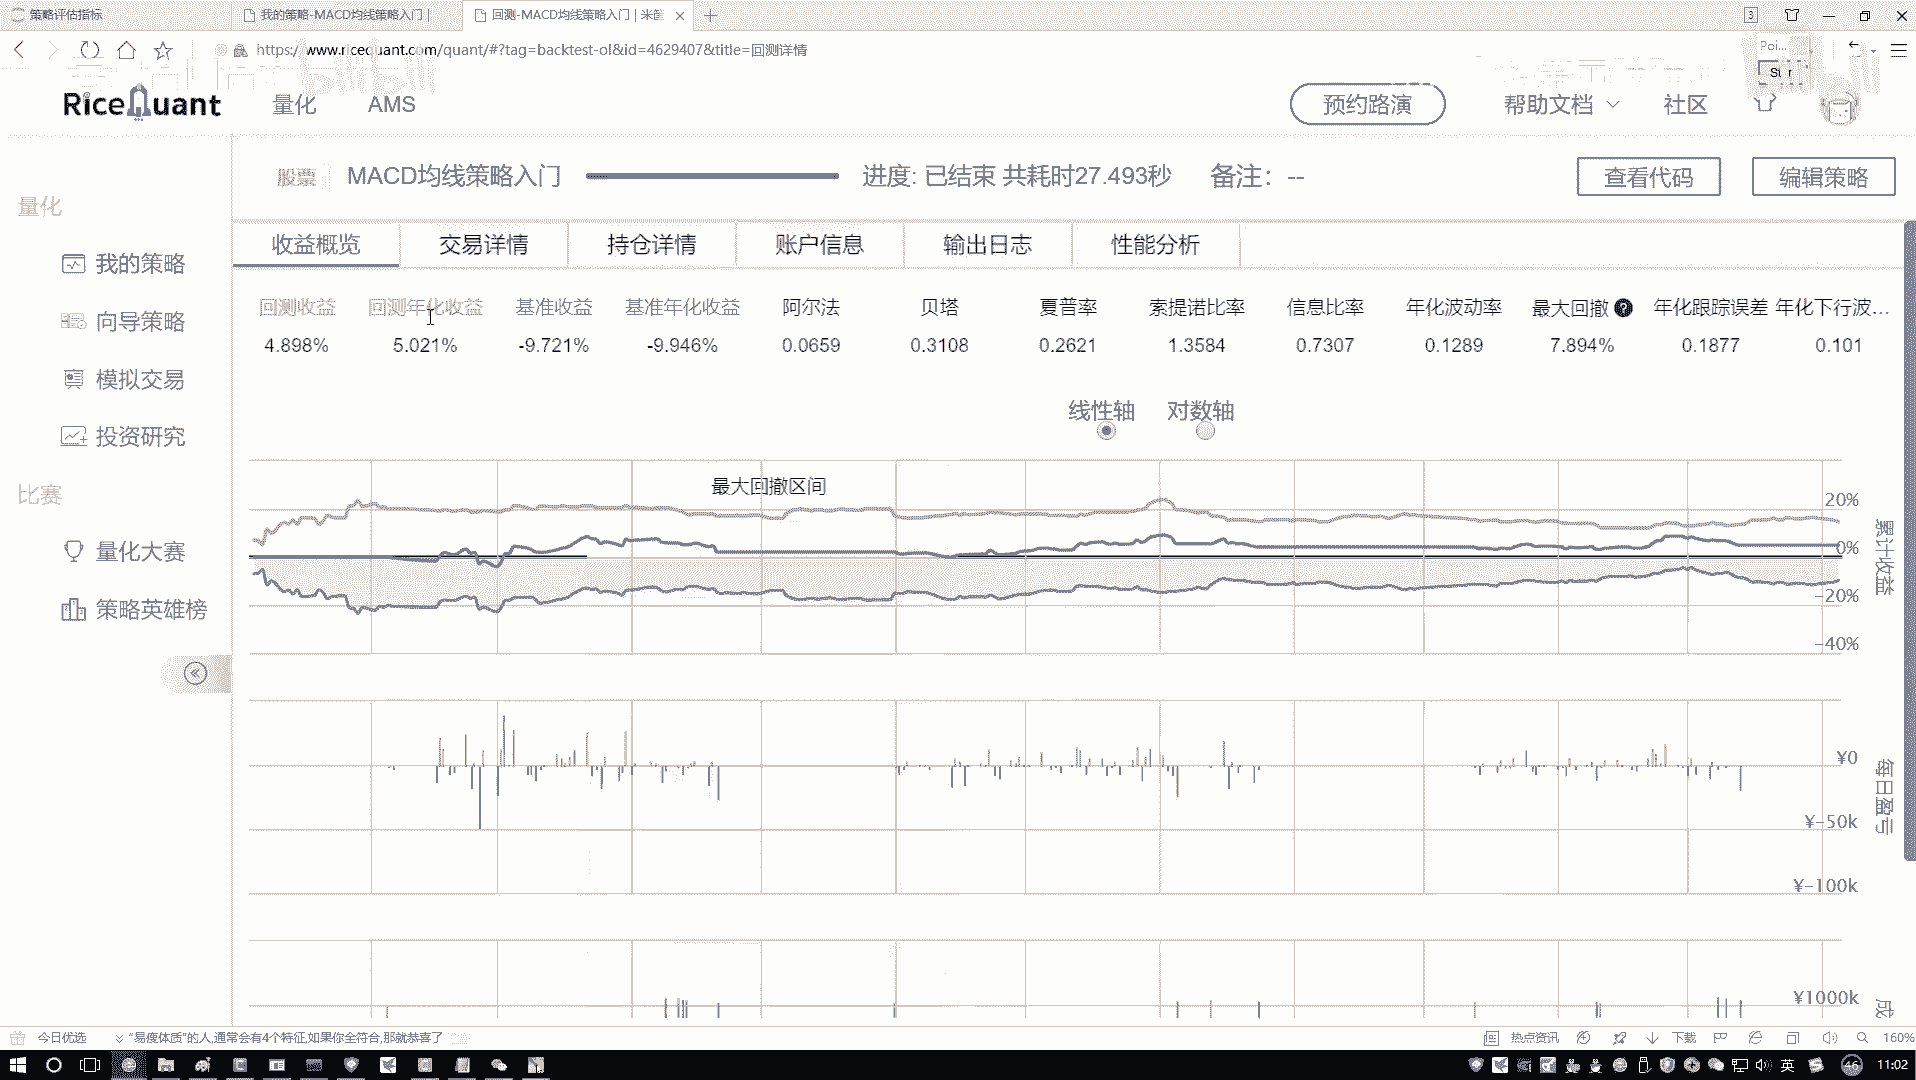 策略评估指标
我的策略-MACD均线策略入门 |
回测-MACD均线策略入门 | 米筐
3
https://www.ricequant.com/quant/#?tag=backtest-ol&id=4629407&title=回测详情
Poi...
RiceQuant
量化
AMS
预约路演
帮助文档
社区
股票
MACD均线策略入门
进度: 已结束 共耗时27.493秒
备注：--
查看代码
编辑策略
量化
我的策略
向导策略
模拟交易
投资研究
比赛
量化大赛
策略英雄榜
收益概览
交易详情
持仓详情
账户信息
输出日志
性能分析
回测收益 回测年化收益 基准收益 基准年化收益 阿尔法 贝塔 夏普率 索提诺比率 信息比率 年化波动率 最大回撤 年化跟踪误差 年化下行波...
4.898% 5.021% -9.721% -9.946% 0.0659 0.3108 0.2621 1.3584 0.7307 0.1289 7.894% 0.1877 0.101
线性轴 对数轴
最大回撤区间
20%
0%
-20%
-40%
累计收益
¥0
¥-50k
¥-100k
每日盈亏
¥1000k
成
今日优选
“易瘦体质”的人,通常会有4个特征,如果你全符合,那就恭喜了
热点资讯
下载
160%
英
46
11:02